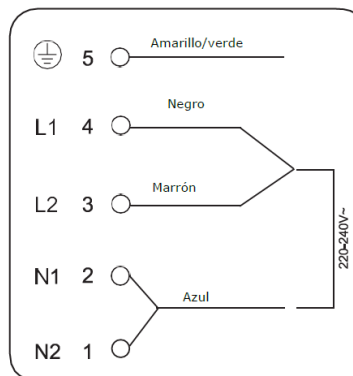 5 Amarillo/verde
L1 4 Negro
L2 3 Marrón
N1 2
Azul
N2 1
220-240V~